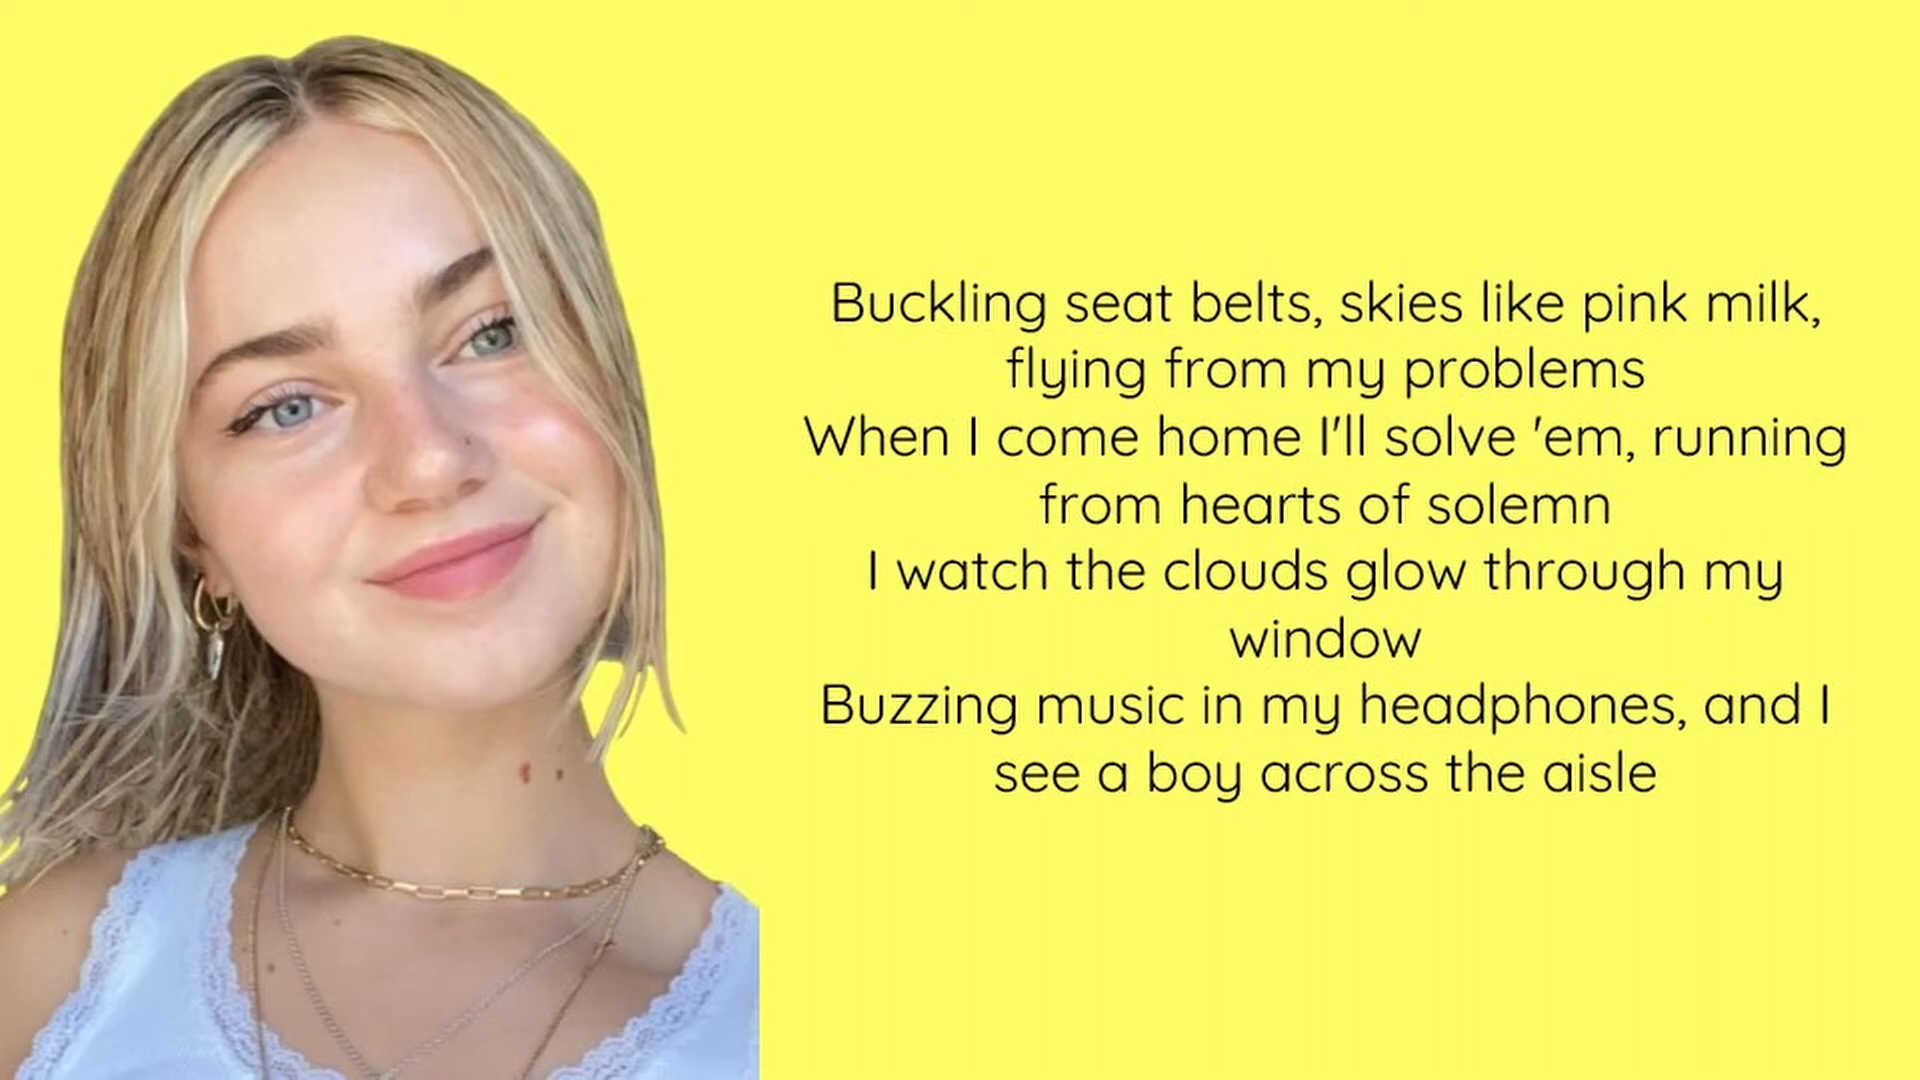 Buckling seat belts, skies like pink milk,
flying from my problems
When I come home I'll solve 'em, running
from hearts of solemn
I watch the clouds glow through my
window
Buzzing music in my headphones, and I
see a boy across the aisle